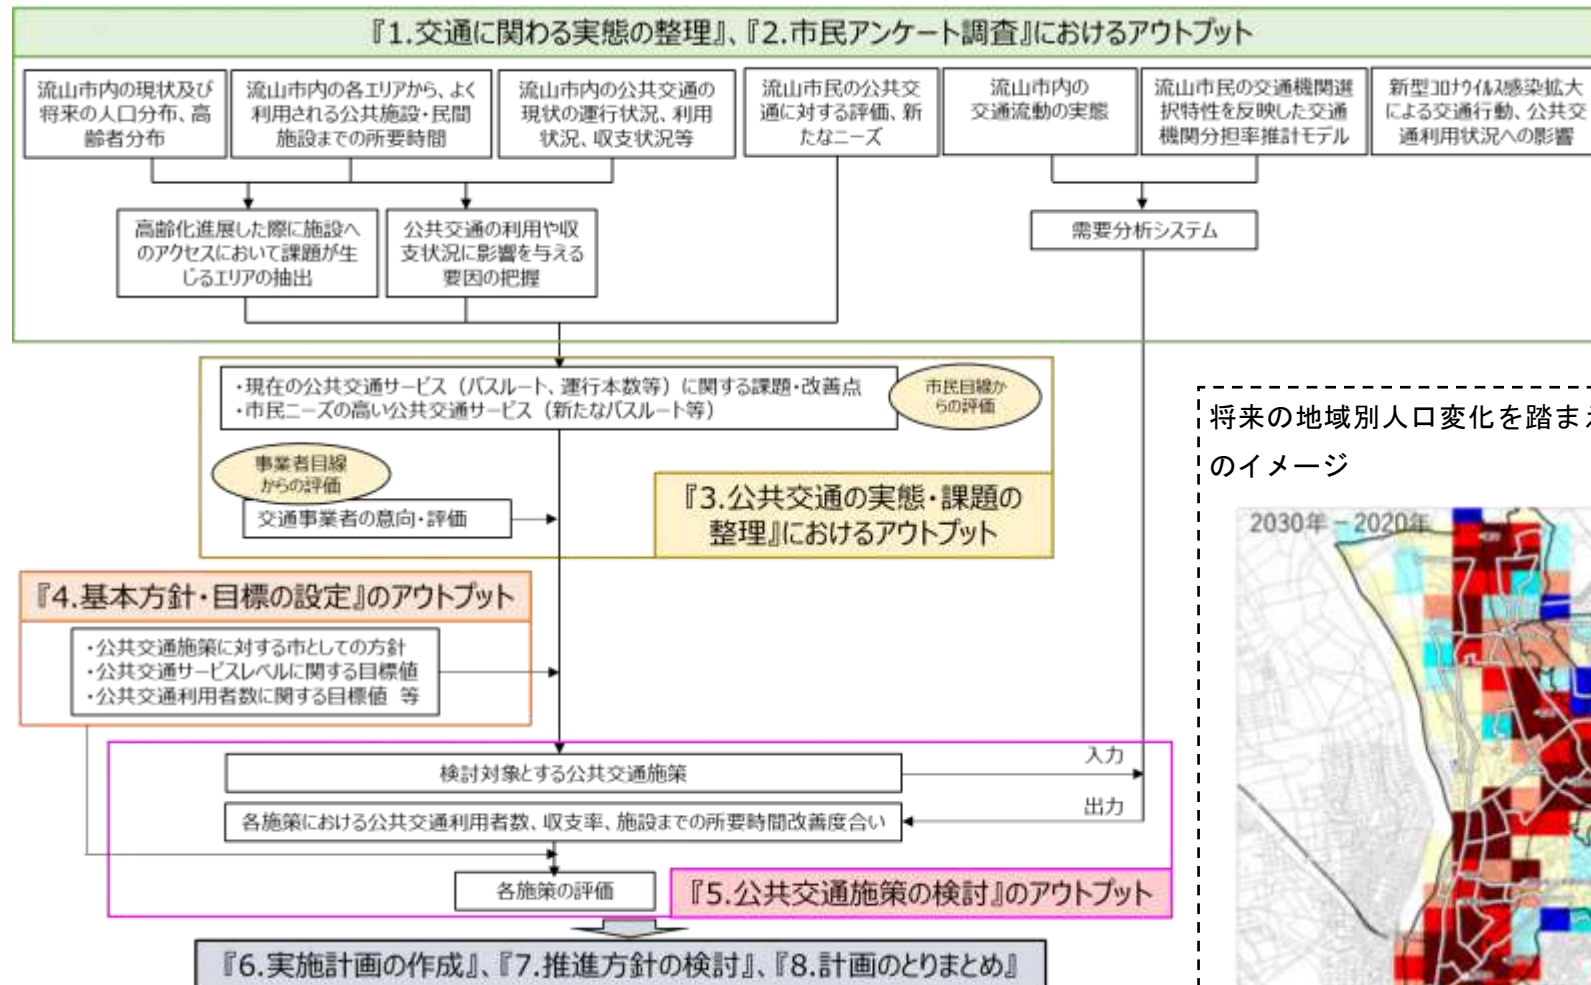 『1.交通に関わる実態の整理』、『2.市民アンケート調査』におけるアウトプット
流山市内の現状及び
将来の人口分布、高
齢者分布
流山市内の各エリアから、よく
利用される公共施設・民間
施設までの所要時間
流山市内の公共交通の
現状の運行状況、利用
状況、収支状況等
流山市民の公共交
通に対する評価、新
たなニーズ
流山市内の
交通流動の実態
流山市民の交通機関選
択特性を反映した交通
機関分担率推計モデル
新型コロナウイルス感染拡大
による交通行動、公共交
通利用状況への影響
高齢化進展した際に施設へ
のアクセスにおいて課題が生
じるエリアの抽出
公共交通の利用や収
支状況に影響を与える
要因の把握
需要分析システム
・現在の公共交通サービス（バスルート、運行本数等）に関する課題・改善点
・市民ニーズの高い公共交通サービス（新たなバスルート等）
市民目線か
らの評価
事業者目線
からの評価
交通事業者の意向・評価
『3.公共交通の実態・課題の
整理』におけるアウトプット
『4.基本方針・目標の設定』のアウトプット
・公共交通施策に対する市としての方針
・公共交通サービスレベルに関する目標値
・公共交通利用者数に関する目標値 等
検討対象とする公共交通施策
入力
各施策における公共交通利用者数、収支率、施設までの所要時間改善度合い
出力
各施策の評価
『5.公共交通施策の検討』のアウトプット
『6.実施計画の作成』、『7.推進方針の検討』、『8.計画のとりまとめ』
将来の地域別人口変化を踏まえ
のイメージ
2030年－2020年